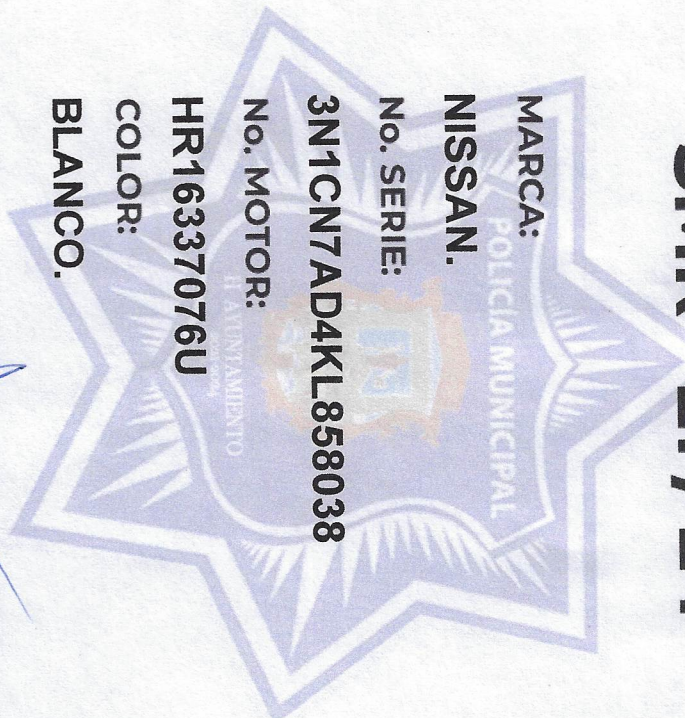 MARCA:
NISSAN.
No. SERIE:
3N1CN7AD4KL858038
No. MOTOR:
HR16337076U
COLOR:
BLANCO.
POLICÍA MUNICIPAL
H. AYUNTAMIENTO